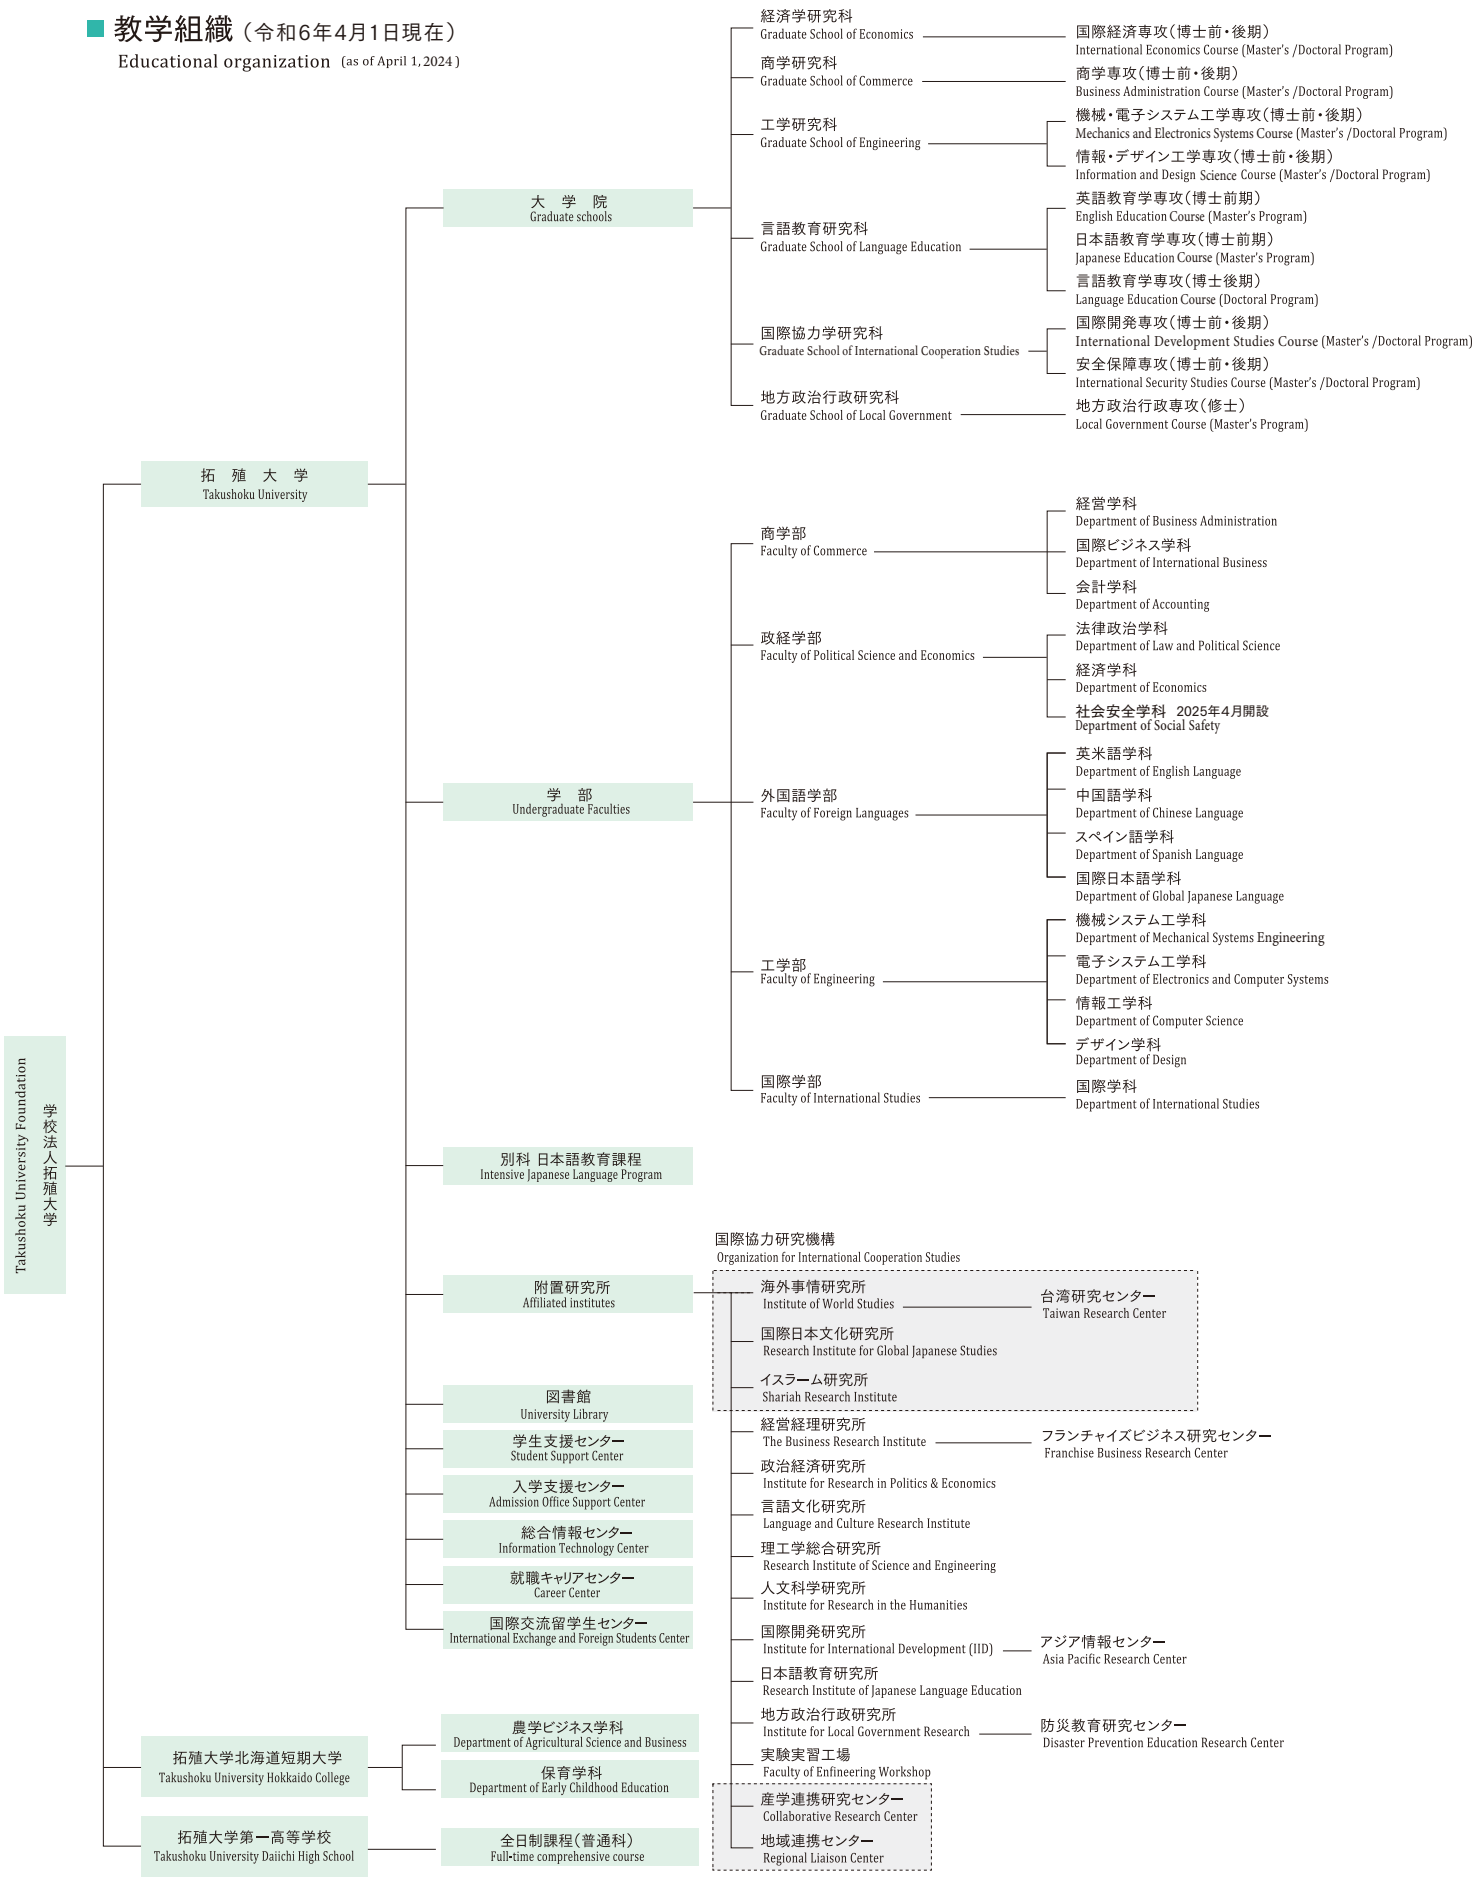 教学組織（令和6年4月1日現在）
Educational organization (as of April 1, 2024)
学校法人拓殖大学
Takushoku University Foundation
拓殖大学
Takushoku University
大学院
Graduate schools
経済学研究科
Graduate School of Economics
国際経済専攻（博士前・後期）
International Economics Course (Master's /Doctoral Program)
商学研究科
Graduate School of Commerce
商学専攻（博士前・後期）
Business Administration Course (Master's /Doctoral Program)
工学研究科
Graduate School of Engineering
機械・電子システム工学専攻（博士前・後期）
Mechanics and Electronics Systems Course (Master's /Doctoral Program)
情報・デザイン工学専攻（博士前・後期）
Information and Design Science Course (Master's /Doctoral Program)
言語教育研究科
Graduate School of Language Education
英語教育学専攻（博士前期）
English Education Course (Master's Program)
日本語教育学専攻（博士前期）
Japanese Education Course (Master's Program)
言語教育学専攻（博士後期）
Language Education Course (Doctoral Program)
国際協力学研究科
Graduate School of International Cooperation Studies
国際開発専攻（博士前・後期）
International Development Studies Course (Master's /Doctoral Program)
安全保障専攻（博士前・後期）
International Security Studies Course (Master's /Doctoral Program)
地方政治行政研究科
Graduate School of Local Government
地方政治行政専攻（修士）
Local Government Course (Master's Program)
学部
Undergraduate Faculties
商学部
Faculty of Commerce
経営学科
Department of Business Administration
国際ビジネス学科
Department of International Business
会計学科
Department of Accounting
政経学部
Faculty of Political Science and Economics
法律政治学科
Department of Law and Political Science
経済学科
Department of Economics
社会安全学科 2025年4月開設
Department of Social Safety
外国語学部
Faculty of Foreign Languages
英米語学科
Department of English Language
中国語学科
Department of Chinese Language
スペイン語学科
Department of Spanish Language
国際日本語学科
Department of Global Japanese Language
工学部
Faculty of Engineering
機械システム工学科
Department of Mechanical Systems Engineering
電子システム工学科
Department of Electronics and Computer Systems
情報工学科
Department of Computer Science
デザイン学科
Department of Design
国際学部
Faculty of International Studies
国際学科
Department of International Studies
別科 日本語教育課程
Intensive Japanese Language Program
附置研究所
Affiliated institutes
国際協力研究機構
Organization for International Cooperation Studies
海外事情研究所
Institute of World Studies
台湾研究センター
Taiwan Research Center
国際日本文化研究所
Research Institute for Global Japanese Studies
イスラーム研究所
Shariah Research Institute
経営経理研究所
The Business Research Institute
フランチャイズビジネス研究センター
Franchise Business Research Center
政治経済研究所
Institute for Research in Politics & Economics
言語文化研究所
Language and Culture Research Institute
理工学総合研究所
Research Institute of Science and Engineering
人文科学研究所
Institute for Research in the Humanities
国際開発研究所
Institute for International Development (IID)
アジア情報センター
Asia Pacific Research Center
日本語教育研究所
Research Institute of Japanese Language Education
地方政治行政研究所
Institute for Local Government Research
防災教育研究センター
Disaster Prevention Education Research Center
実験実習工場
Faculty of Enfineering Workshop
産学連携研究センター
Collaborative Research Center
地域連携センター
Regional Liaison Center
図書館
University Library
学生支援センター
Student Support Center
入学支援センター
Admission Office Support Center
総合情報センター
Information Technology Center
就職キャリアセンター
Career Center
国際交流留学生センター
International Exchange and Foreign Students Center
拓殖大学北海道短期大学
Takushoku University Hokkaido College
農学ビジネス学科
Department of Agricultural Science and Business
保育学科
Department of Early Childhood Education
拓殖大学第一高等学校
Takushoku University Daiichi High School
全日制課程（普通科）
Full-time comprehensive course